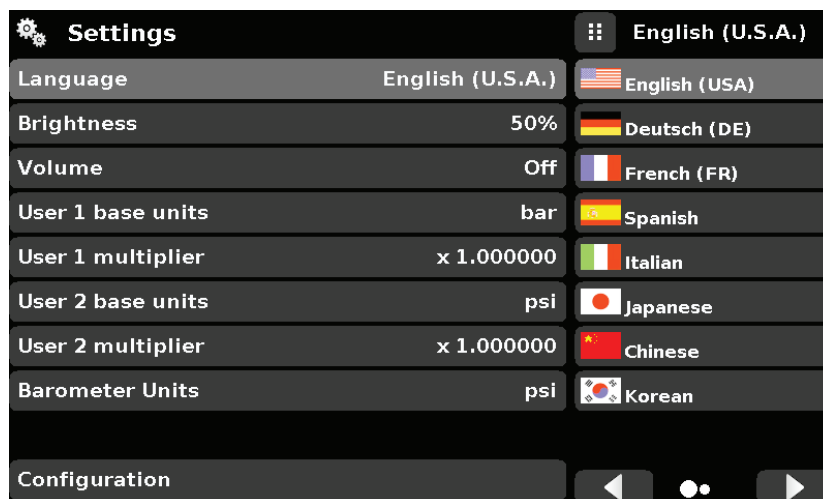 Settings
English (U.S.A.)
Language English (U.S.A.)
Brightness 50%
Volume Off
User 1 base units bar
User 1 multiplier x 1.000000
User 2 base units psi
User 2 multiplier x 1.000000
Barometer Units psi
Configuration
English (USA)
Deutsch (DE)
French (FR)
Spanish
Italian
Japanese
Chinese
Korean